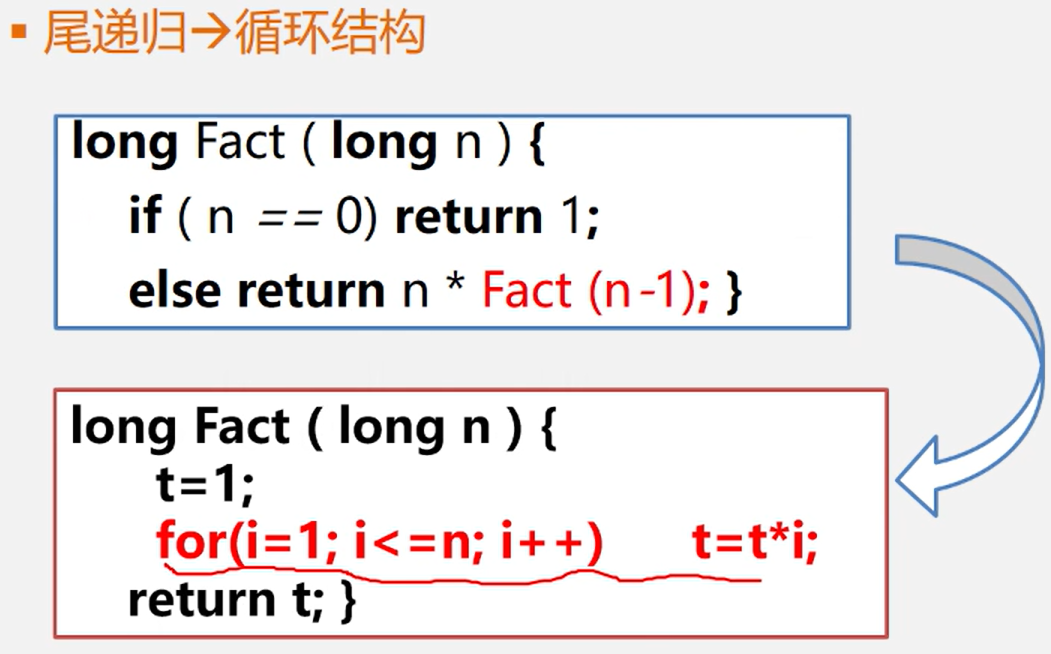 ▪ 尾递归→循环结构
long Fact ( long n ) {
if ( n == 0) return 1;
else return n * Fact (n-1); }
long Fact ( long n ) {
t=1;
for(i=1; i<=n; i++) t=t*i;
return t; }